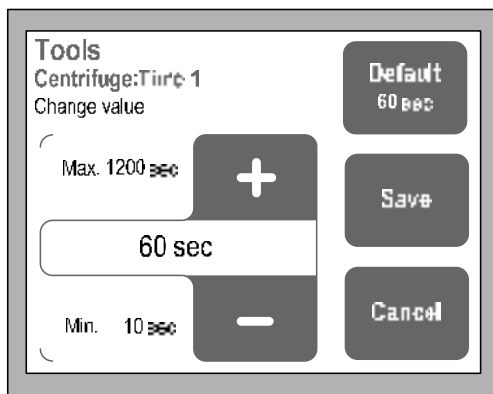 Tools
Centrifuge:Time 1
Change value
Default
60 sec
Max. 1200 sec
+
Save
60 sec
Min. 10 sec
−
Cancel